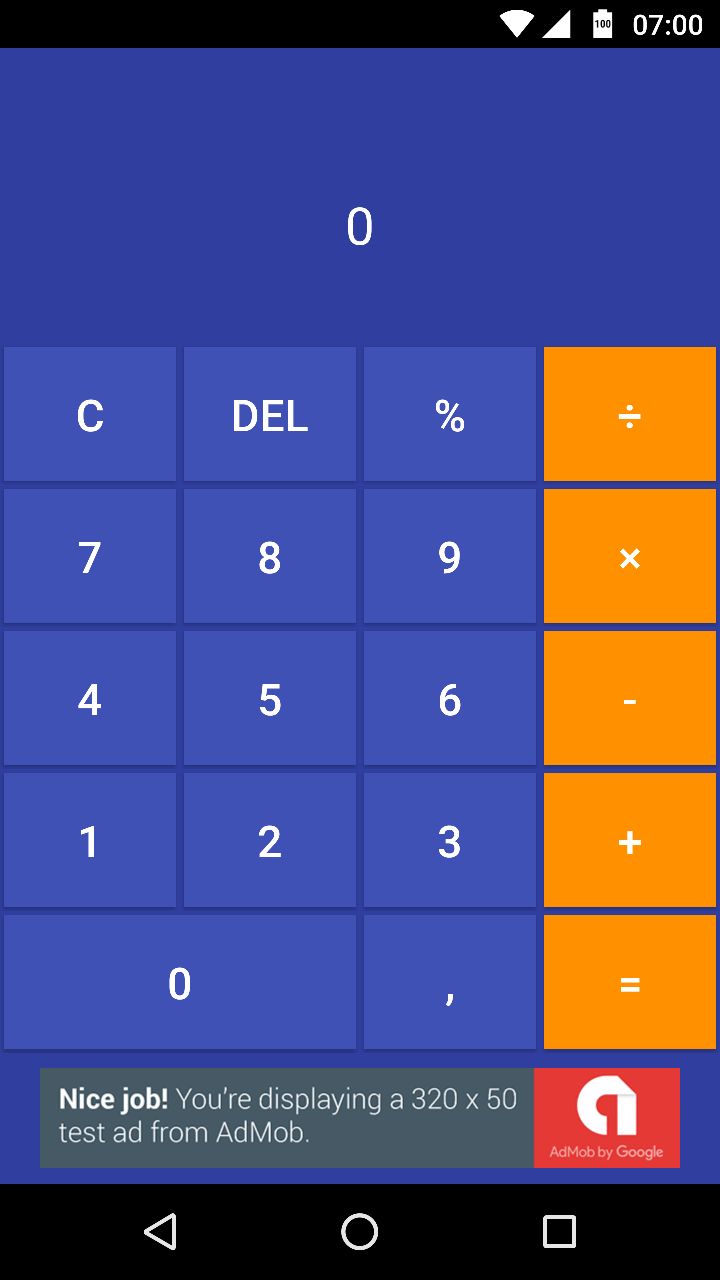 100 07:00
0
C DEL % ÷
7 8 9 ×
4 5 6 -
1 2 3 +
0 , =
Nice job! You're displaying a 320 x 50
test ad from AdMob.
AdMob by Google